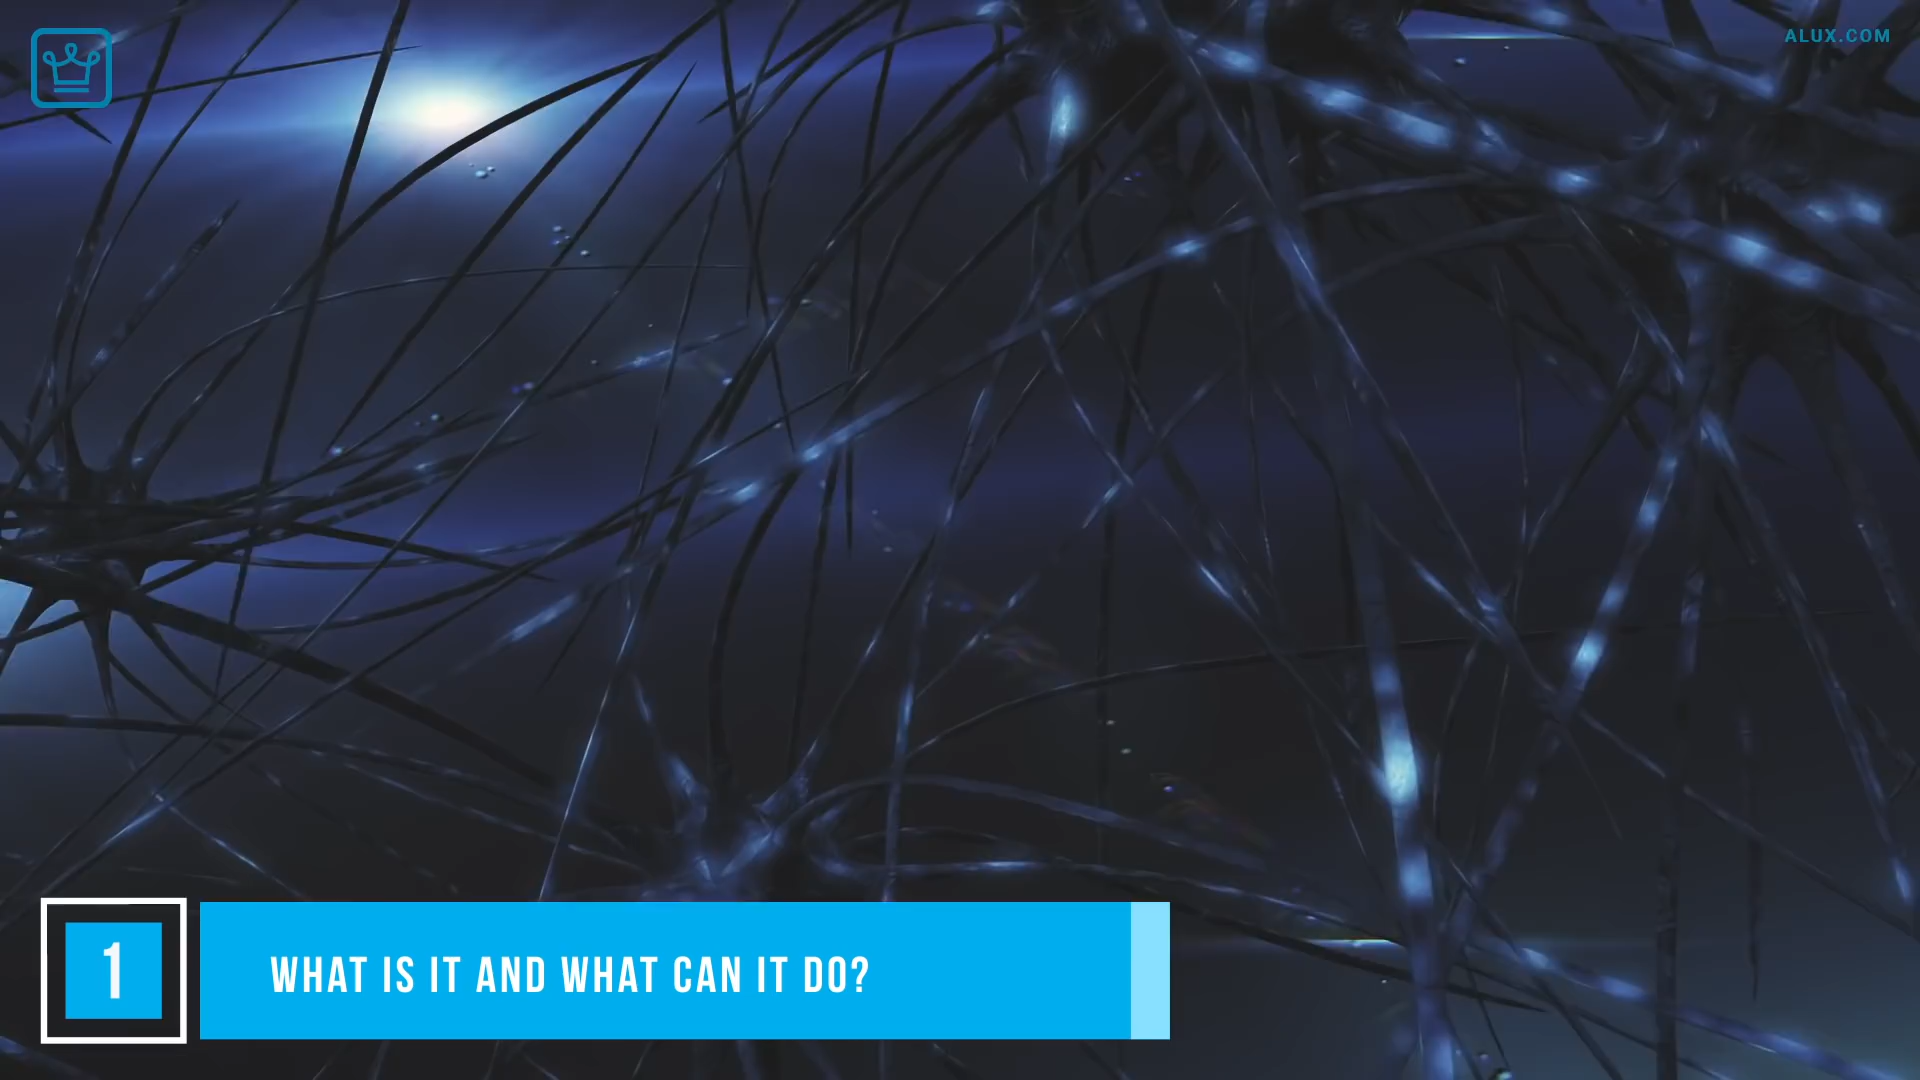 ALUX.COM
1
WHAT IS IT AND WHAT CAN IT DO?